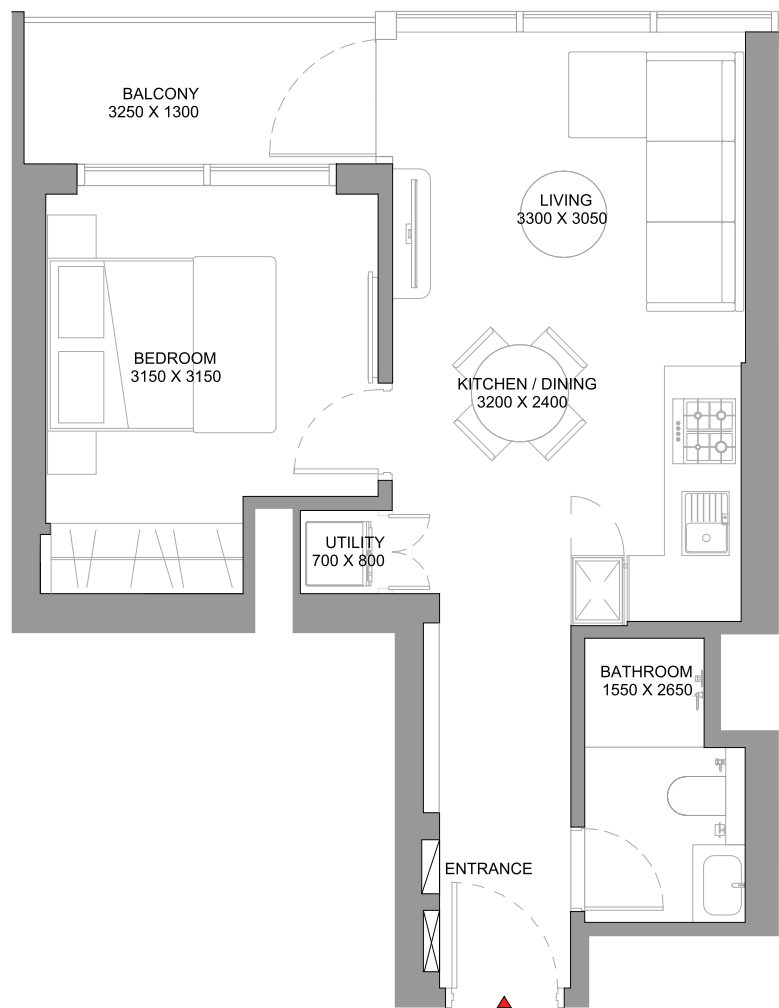 BALCONY
3250 X 1300
LIVING
3300 X 3050
BEDROOM
3150 X 3150
KITCHEN / DINING
3200 X 2400
UTILITY
700 X 800
BATHROOM
1550 X 2650
ENTRANCE